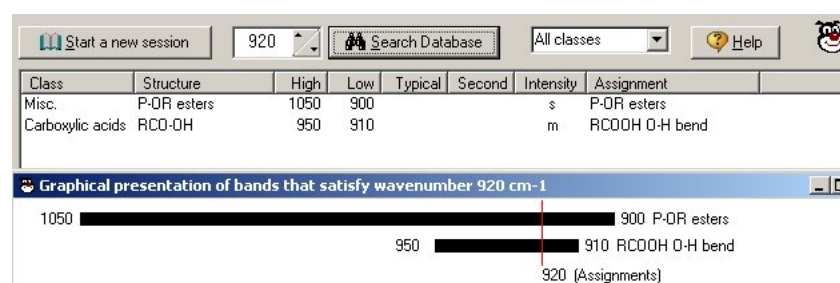 Start a new session 920 Search Database All classes Help
Class Structure High Low Typical Second Intensity Assignment
Misc. P-OR esters 1050 900 s P-OR esters
Carboxylic acids RCO-OH 950 910 m RCOOH O-H bend
Graphical presentation of bands that satisfy wavenumber 920 cm-1
1050 900 P-OR esters
950 910 RCOOH O-H bend
920 (Assignments)